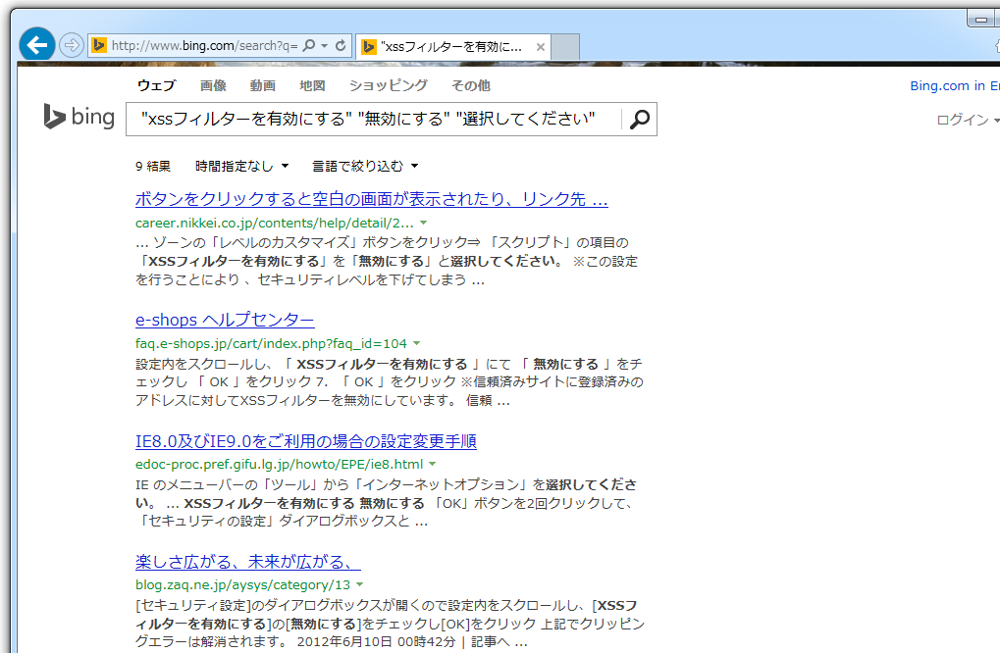 http://www.bing.com/search?q=
"xssフィルターを有効に...
ウェブ 画像 動画 地図 ショッピング その他
Bing.com in E
bing
"xssフィルターを有効にする" "無効にする" "選択してください"
ログイン
9 結果 時間指定なし 言語で絞り込む
ボタンをクリックすると空白の画面が表示されたり、リンク先 ...
career.nikkei.co.jp/contents/help/detail/2...
... ゾーンの「レベルのカスタマイズ」ボタンをクリック⇒ 「スクリプト」の項目の
「XSSフィルターを有効にする」を「無効にする」と選択してください。 ※この設定
を行うことにより 、セキュリティレベルを下げてしまう ...
e-shops ヘルプセンター
faq.e-shops.jp/cart/index.php?faq_id=104
設定内をスクロールし、「 XSSフィルターを有効にする 」にて 「 無効にする 」をチ
ェックし 「 OK 」をクリック 7. 「 OK 」をクリック ※信頼済みサイトに登録済みの
アドレスに対してXSSフィルターを無効にしています。 信頼 ...
IE8.0及びIE9.0をご利用の場合の設定変更手順
edoc-proc.pref.gifu.lg.jp/howto/EPE/ie8.html
IE のメニューバーの「ツール」から「インターネットオプション」を選択してくださ
い。 ... XSSフィルターを有効にする 無効にする 「OK」ボタンを2回クリックして、
「セキュリティの設定」ダイアログボックスと ...
楽しさ広がる、未来が広がる、
blog.zaq.ne.jp/aysys/category/13
[セキュリティ設定]のダイアログボックスが開くので設定内をスクロールし、[XSSフ
ィルターを有効にする]の[無効にする]をチェックし[OK]をクリック 上記でクリッピン
グエラーは解消されます。 2012年6月10日 00時42分 | 記事へ ...